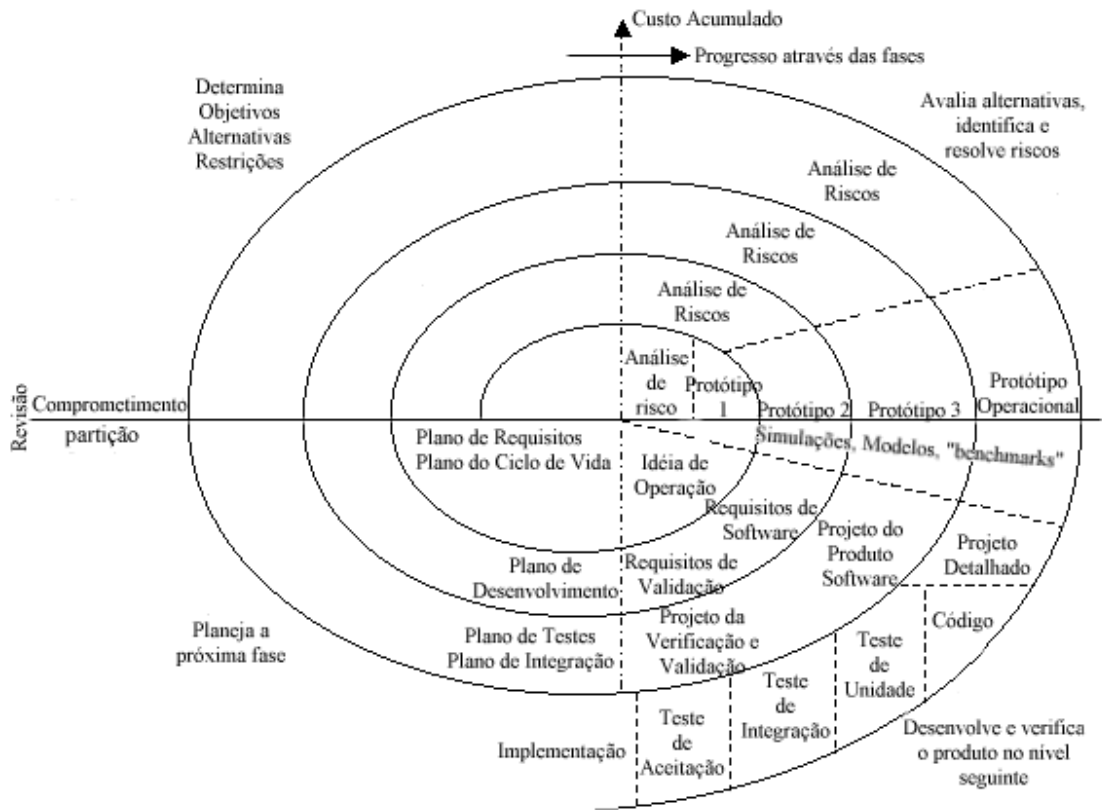 Custo Acumulado
Progresso através das fases
Determina
Objetivos
Alternativas
Restrições
Avalia alternativas,
identifica e
resolve riscos
Análise de
Riscos
Análise de
Riscos
Análise de
Riscos
Análise
de
risco
Protótipo
1
Protótipo 2
Protótipo 3
Protótipo
Operacional
Revisão
Comprometimento
partição
Simulações, Modelos, "benchmarks"
Plano de Requisitos
Plano do Ciclo de Vida
Idéia de
Operação
Requisitos de
Software
Projeto do
Produto
Software
Projeto
Detalhado
Plano de
Desenvolvimento
Requisitos de
Validação
Código
Planeja a
próxima fase
Plano de Testes
Plano de Integração
Projeto da
Verificação e
Validação
Teste
de
Unidade
Teste
de
Integração
Teste
de
Aceitação
Implementação
Desenvolve e verifica
o produto no nível
seguinte